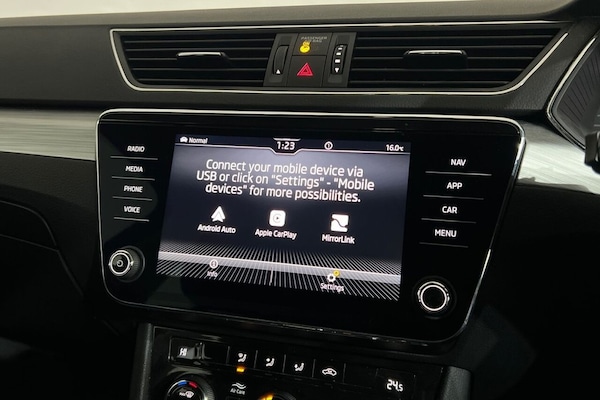 PASSENGER
AIR BAG
Normal 1:23 16.0°C
Connect your mobile device via
USB or click on "Settings" - "Mobile
devices" for more possibilities.
Android Auto Apple CarPlay MirrorLink
Info Settings
RADIO
MEDIA
PHONE
VOICE
NAV
APP
CAR
MENU
Air Care
24.5